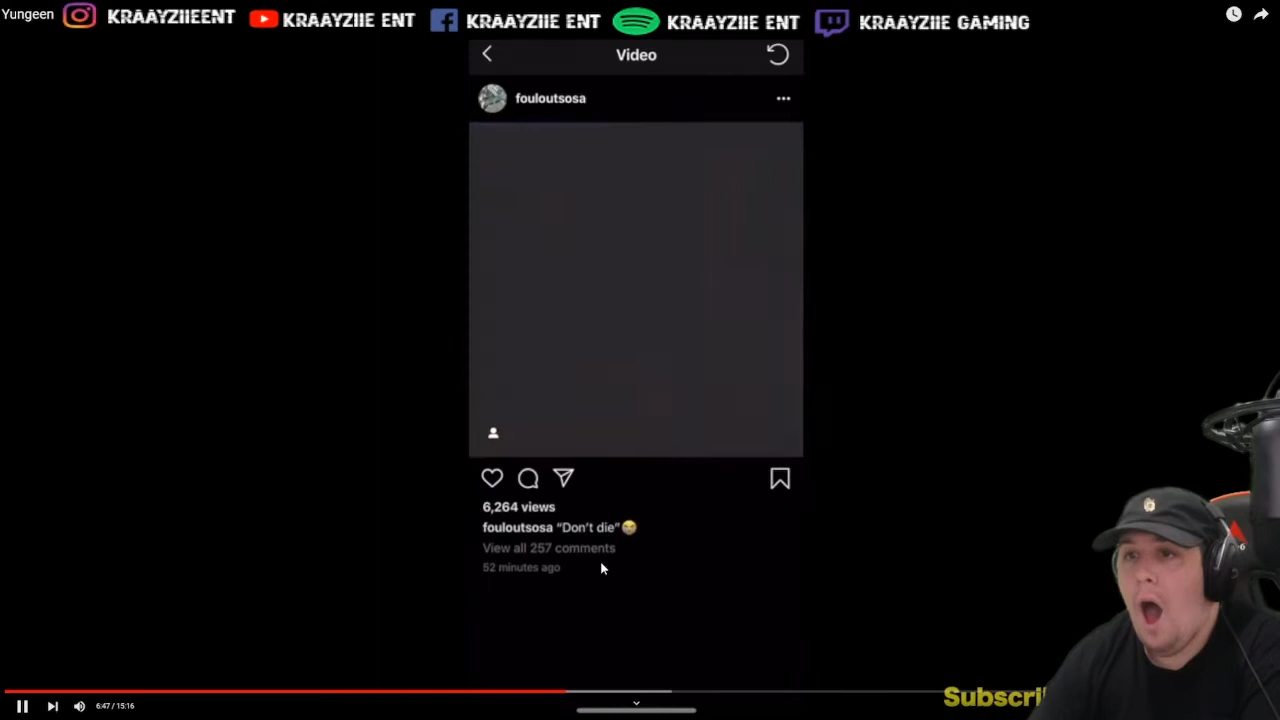 Yungeen
KRAAYZIIEENT
KRAAYZIIE ENT
KRAAYZIIE ENT
KRAAYZIIE ENT
KRAAYZIIE GAMING
Video
fouloutsosa
6,264 views
fouloutsosa “Don’t die”😂
View all 257 comments
52 minutes ago
Subscri
6:47 / 15:16